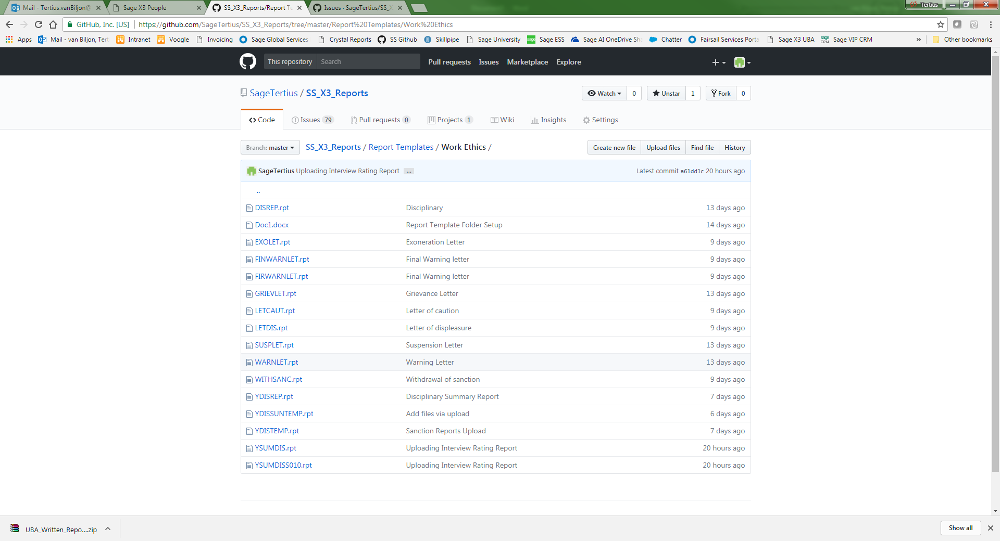 Mail - Tertius.vanBiljon@
Sage X3 People
SS_X3_Reports/Report Te
Issues · SageTertius/SS_X
Tertius
GitHub, Inc. [US]
https://github.com/SageTertius/SS_X3_Reports/tree/master/Report%20Templates/Work%20Ethics
Apps
Mail - van Biljon, Tert
Intranet
Voogle
Invoicing
Sage Global Services
Crystal Reports
SS Github
Skillpipe
Sage University
Sage ESS
Sage AI OneDrive Sha
Chatter
Fairsail Services Porta
Sage X3 UBA
Sage VIP CRM
»
Other bookmarks
This repository
Search
Pull requests
Issues
Marketplace
Explore
SageTertius / SS_X3_Reports
Watch 0
Unstar 1
Fork 0
Code
Issues 79
Pull requests 0
Projects 1
Wiki
Insights
Settings
Branch: master
SS_X3_Reports / Report Templates / Work Ethics /
Create new file
Upload files
Find file
History
SageTertius Uploading Interview Rating Report ...
Latest commit a61dd1c 20 hours ago
..
DISREP.rpt Disciplinary 13 days ago
Doc1.docx Report Template Folder Setup 14 days ago
EXOLET.rpt Exoneration Letter 9 days ago
FINWARNLET.rpt Final Warning letter 9 days ago
FIRWARNLET.rpt Final Warning letter 9 days ago
GRIEVLET.rpt Grievance Letter 13 days ago
LETCAUT.rpt Letter of caution 9 days ago
LETDIS.rpt Letter of displeasure 9 days ago
SUSPLET.rpt Suspension Letter 13 days ago
WARNLET.rpt Warning Letter 13 days ago
WITHSANC.rpt Withdrawal of sanction 9 days ago
YDISREP.rpt Disciplinary Summary Report 7 days ago
YDISSUNTEMP.rpt Add files via upload 6 days ago
YDISTEMP.rpt Sanction Reports Upload 7 days ago
YSUMDIS.rpt Uploading Interview Rating Report 20 hours ago
YSUMDISS010.rpt Uploading Interview Rating Report 20 hours ago
UBA_Written_Repo....zip
Show all